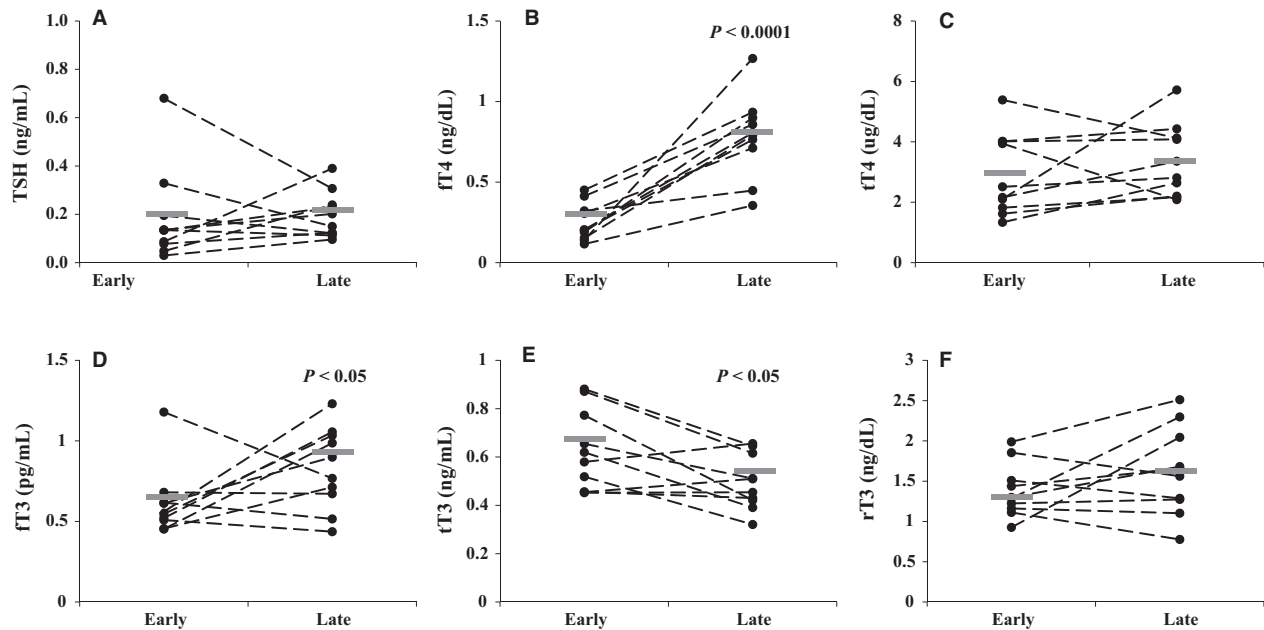 A
TSH (ng/mL)
1.0
0.8
0.6
0.4
0.2
0.0
Early
Late
B
P < 0.0001
fT4 (ng/dL)
1.5
1
0.5
0
Early
Late
C
tT4 (ug/dL)
8
6
4
2
0
Early
Late
D
P < 0.05
fT3 (pg/mL)
1.5
1
0.5
0
Early
Late
E
P < 0.05
tT3 (ng/mL)
1
0.8
0.6
0.4
0.2
0
Early
Late
F
rT3 (ng/dL)
3
2.5
2
1.5
1
0.5
0
Early
Late